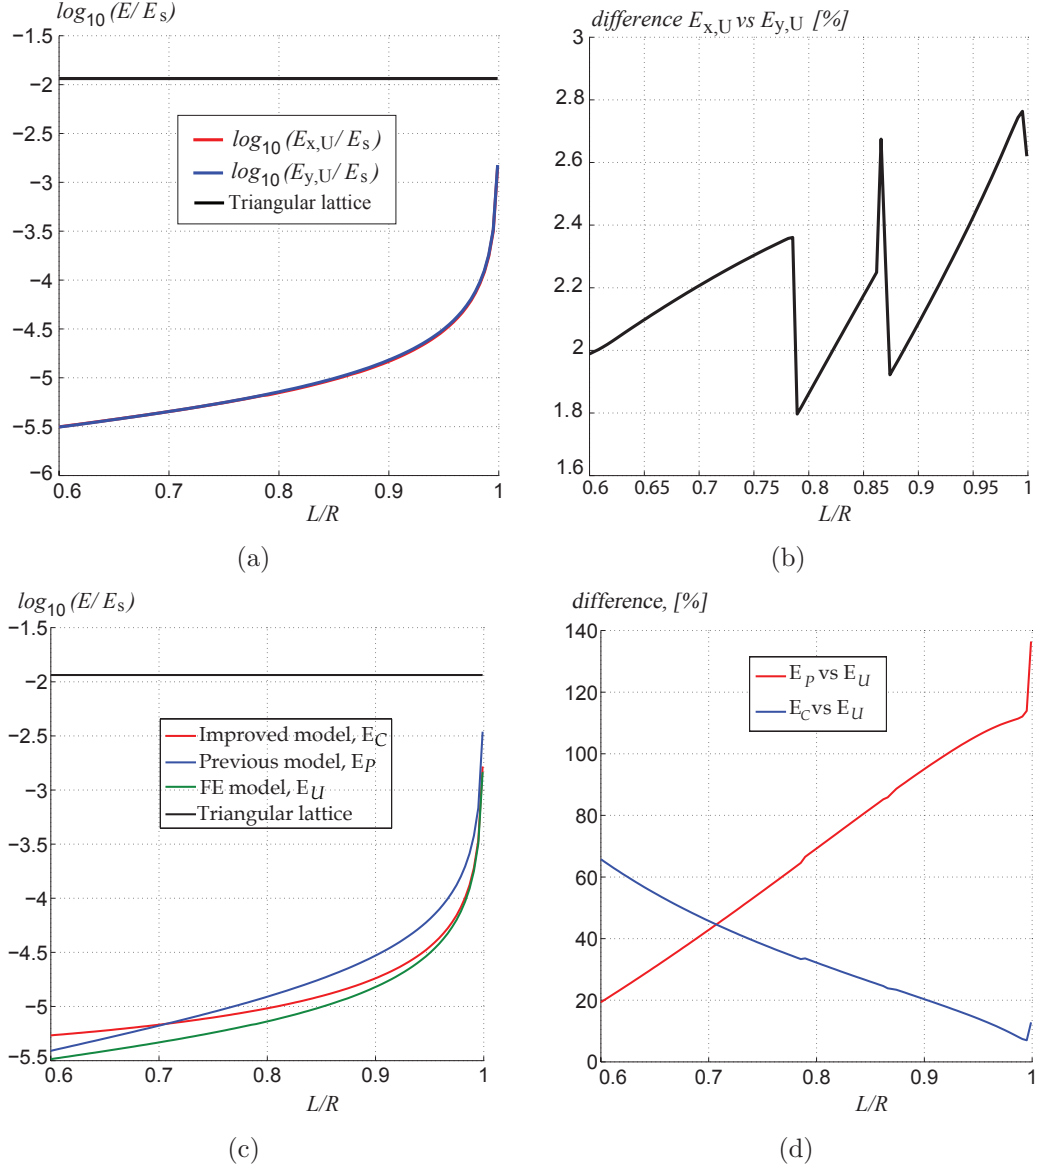 log10 (E/ Es)
−1.5
−2
−2.5
−3
−3.5
−4
−4.5
−5
−5.5
−6
log10 (Ex,U/ Es)
log10 (Ey,U/ Es)
Triangular lattice
0.6 0.7 0.8 0.9 1
L/R
(a)
difference Ex,U vs Ey,U [%]
3
2.8
2.6
2.4
2.2
2
1.8
1.6
0.6 0.65 0.7 0.75 0.8 0.85 0.9 0.95 1
L/R
(b)
log10 (E/ Es)
−1.5
−2
−2.5
−3
−3.5
−4
−4.5
−5
−5.5
Improved model, EC
Previous model, EP
FE model, EU
Triangular lattice
0.6 0.7 0.8 0.9 1
L/R
(c)
difference, [%]
140
120
100
80
60
40
20
0
EP vs EU
EC vs EU
0.6 0.7 0.8 0.9 1
L/R
(d)